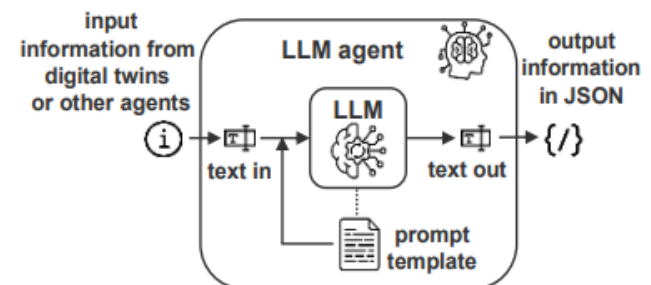 input
information from
digital twins
or other agents
i
T
text in
LLM agent
LLM
prompt
template
T
text out
output
information
in JSON
{/}